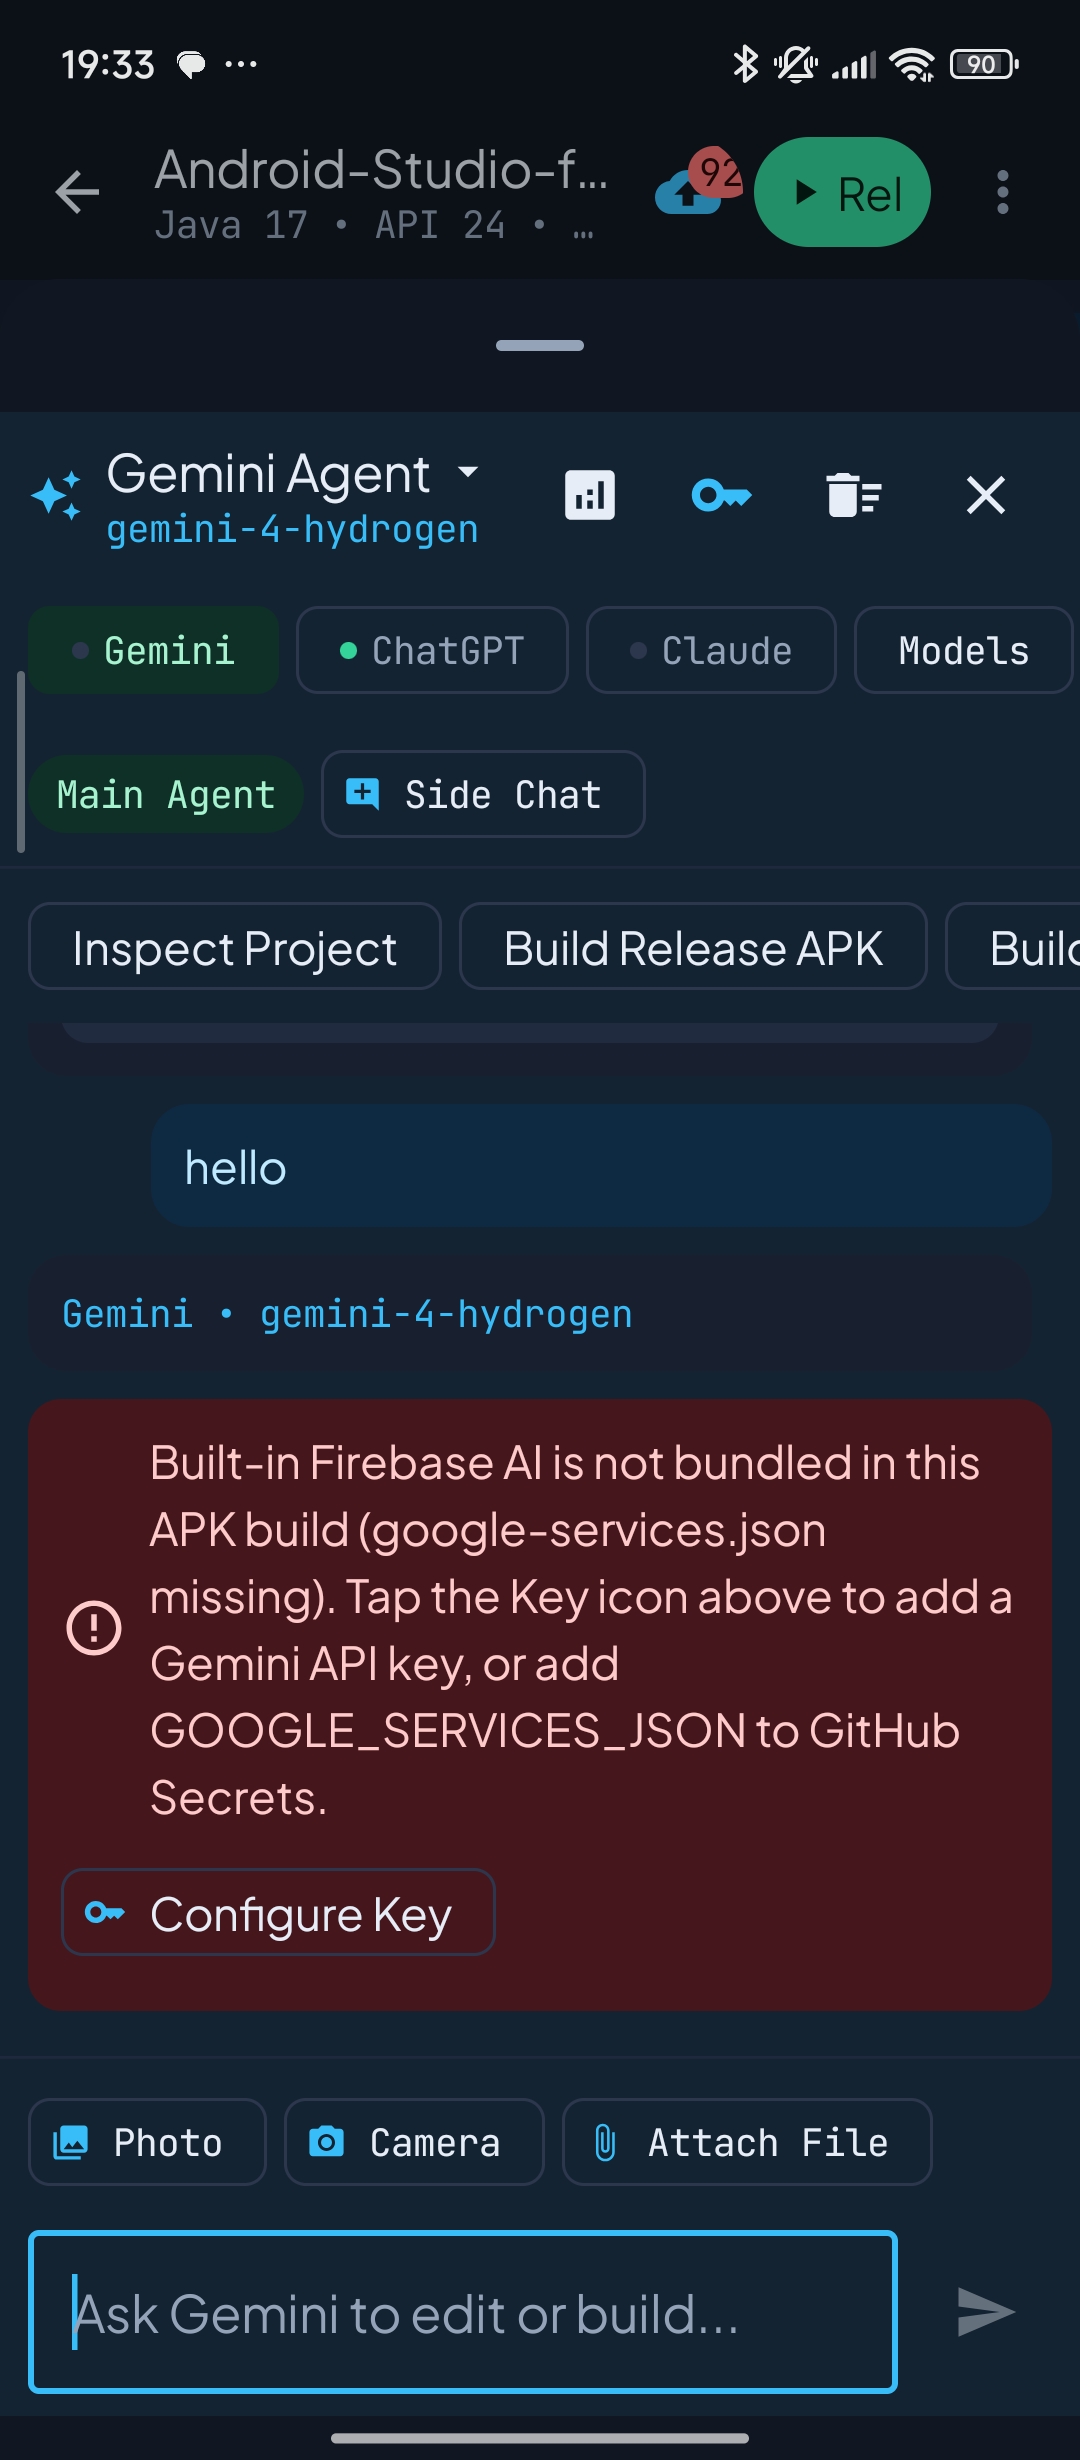 19:33
90
Android-Studio-f...
Java 17 • API 24 • …
92
Rel
Gemini Agent
gemini-4-hydrogen
Gemini
ChatGPT
Claude
Models
Main Agent
Side Chat
Inspect Project
Build Release APK
Build
hello
Gemini • gemini-4-hydrogen
Built-in Firebase AI is not bundled in this
APK build (google-services.json
missing). Tap the Key icon above to add a
Gemini API key, or add
GOOGLE_SERVICES_JSON to GitHub
Secrets.
Configure Key
Photo
Camera
Attach File
Ask Gemini to edit or build...